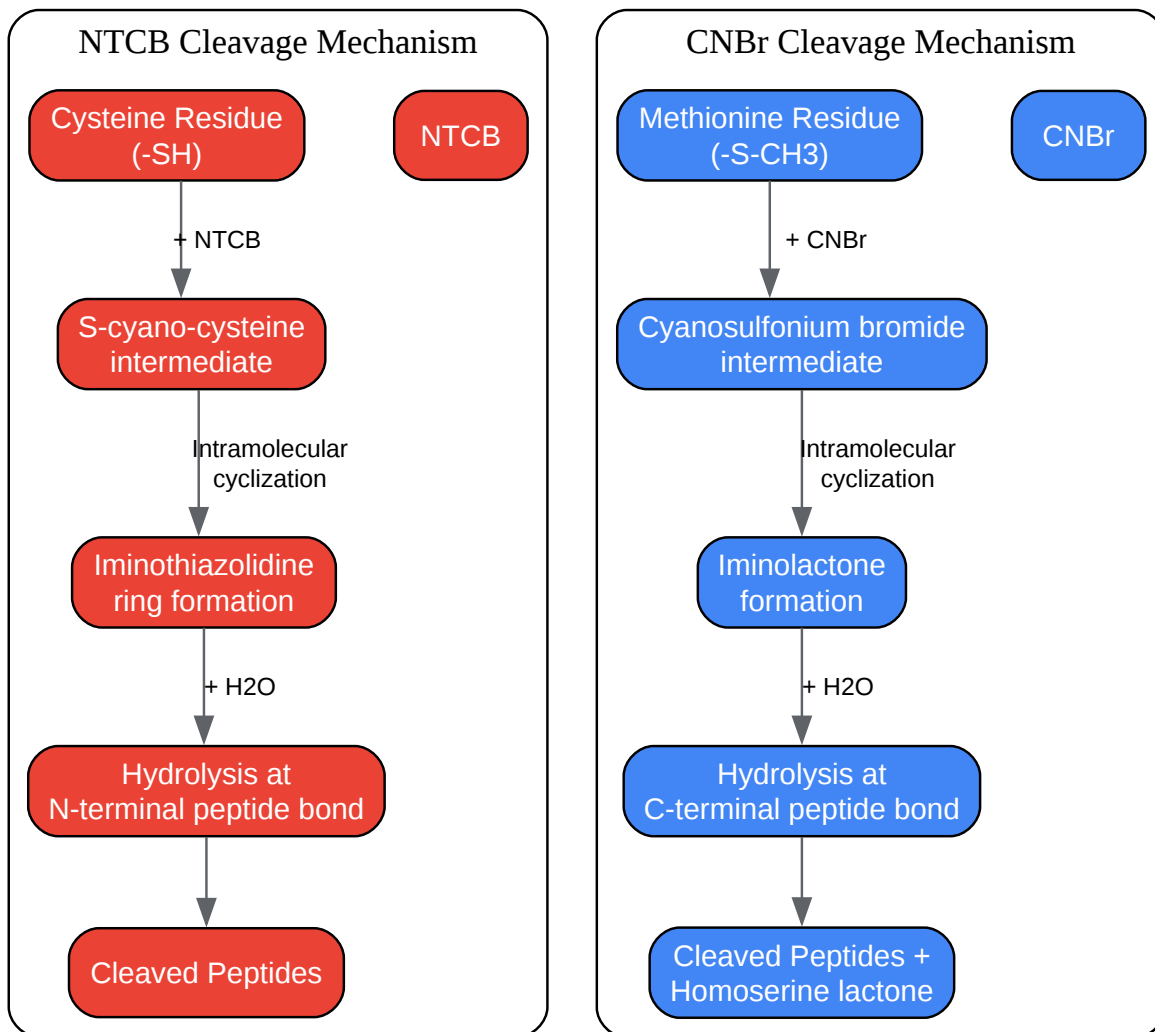 NTCB Cleavage Mechanism
Cysteine Residue
(-SH)
NTCB
+ NTCB
S-cyano-cysteine
intermediate
Intramolecular
cyclization
Iminothiazolidine
ring formation
+ H2O
Hydrolysis at
N-terminal peptide bond
Cleaved Peptides
CNBr Cleavage Mechanism
Methionine Residue
(-S-CH3)
CNBr
+ CNBr
Cyanosulfonium bromide
intermediate
Intramolecular
cyclization
Iminolactone
formation
+ H2O
Hydrolysis at
C-terminal peptide bond
Cleaved Peptides +
Homoserine lactone